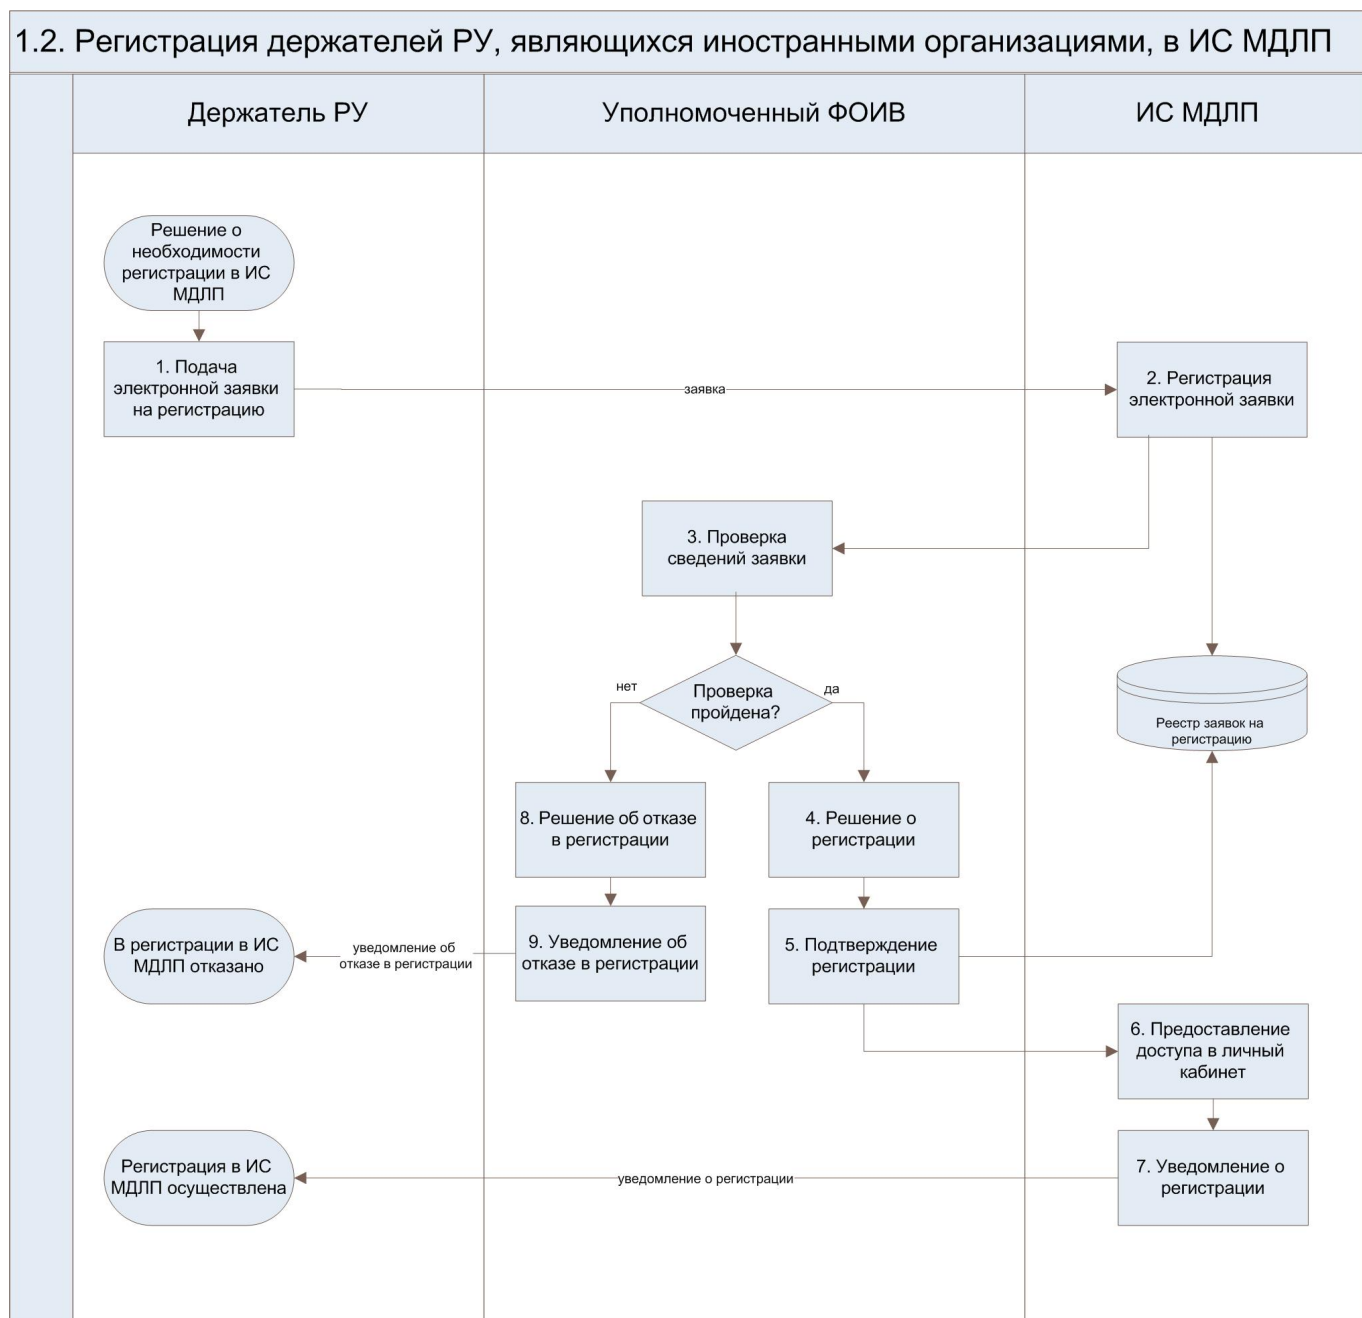 1.2. Регистрация держателей РУ, являющихся иностранными организациями, в ИС МДЛП
Держатель РУ
Уполномоченный ФОИВ
ИС МДЛП
Решение о
необходимости
регистрации в ИС
МДЛП
1. Подача
электронной заявки
на регистрацию
заявка
2. Регистрация
электронной заявки
3. Проверка
сведений заявки
нет
Проверка
пройдена?
да
Реестр заявок на
регистрацию
8. Решение об отказе
в регистрации
4. Решение о
регистрации
В регистрации в ИС
МДЛП отказано
уведомление об
отказе в регистрации
9. Уведомление об
отказе в регистрации
5. Подтверждение
регистрации
6. Предоставление
доступа в личный
кабинет
Регистрация в ИС
МДЛП осуществлена
уведомление о регистрации
7. Уведомление о
регистрации